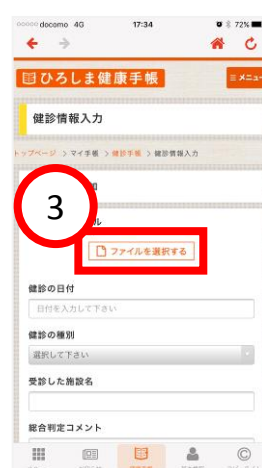 docomo 4G 17:34 72%
ひろしま健康手帳
≡ メニュー
健診情報入力
トップページ > マイ手帳 > 健診手帳 > 健診情報入力
3
ファイルを選択する
健診の日付
日付を入力して下さい
健診の種別
選択して下さい
受診した施設名
総合判定コメント